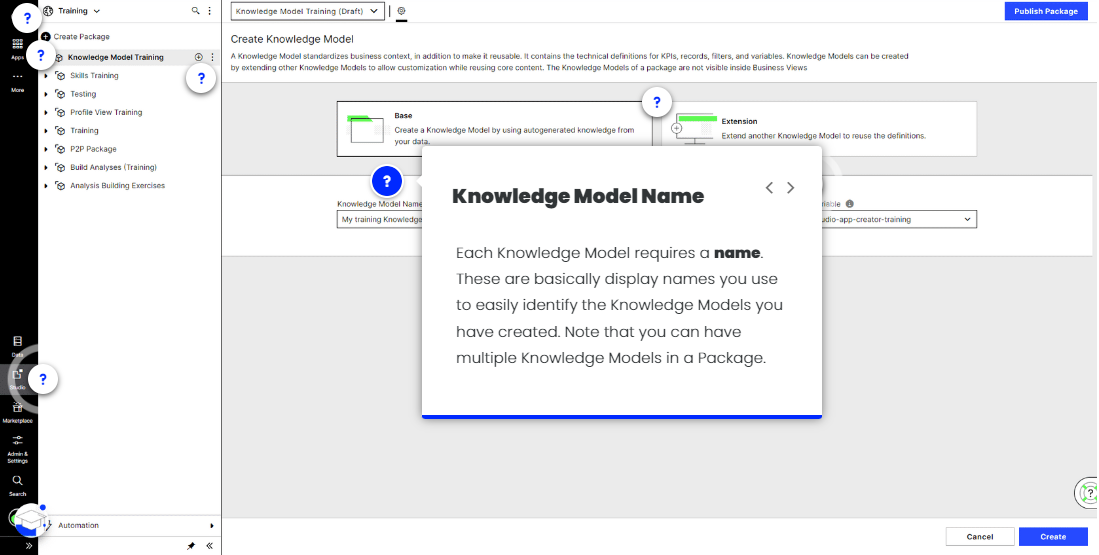 Training
Knowledge Model Training (Draft)
Publish Package
?
Create Package
Apps
?
Knowledge Model Training
?
More
Skills Training
Testing
Profile View Training
Training
P2P Package
Build Analyses (Training)
Analysis Building Exercises
Create Knowledge Model
A Knowledge Model standardizes business context, in addition to make it reusable. It contains the technical definitions for KPIs, records, filters, and variables. Knowledge Models can be created
by extending other Knowledge Models to allow customization while reusing core content. The Knowledge Models of a package are not visible inside Business Views
Base
Create a Knowledge Model by using autogenerated knowledge from
your data.
?
Extension
Extend another Knowledge Model to reuse the definitions.
?
Knowledge Model Name
My training Knowledge
udio-app-creator-training
Knowledge Model Name
Each Knowledge Model requires a name.
These are basically display names you use
to easily identify the Knowledge Models you
have created. Note that you can have
multiple Knowledge Models in a Package.
Data
Studio
?
Marketplace
Admin &
Settings
Search
Automation
?
Cancel
Create